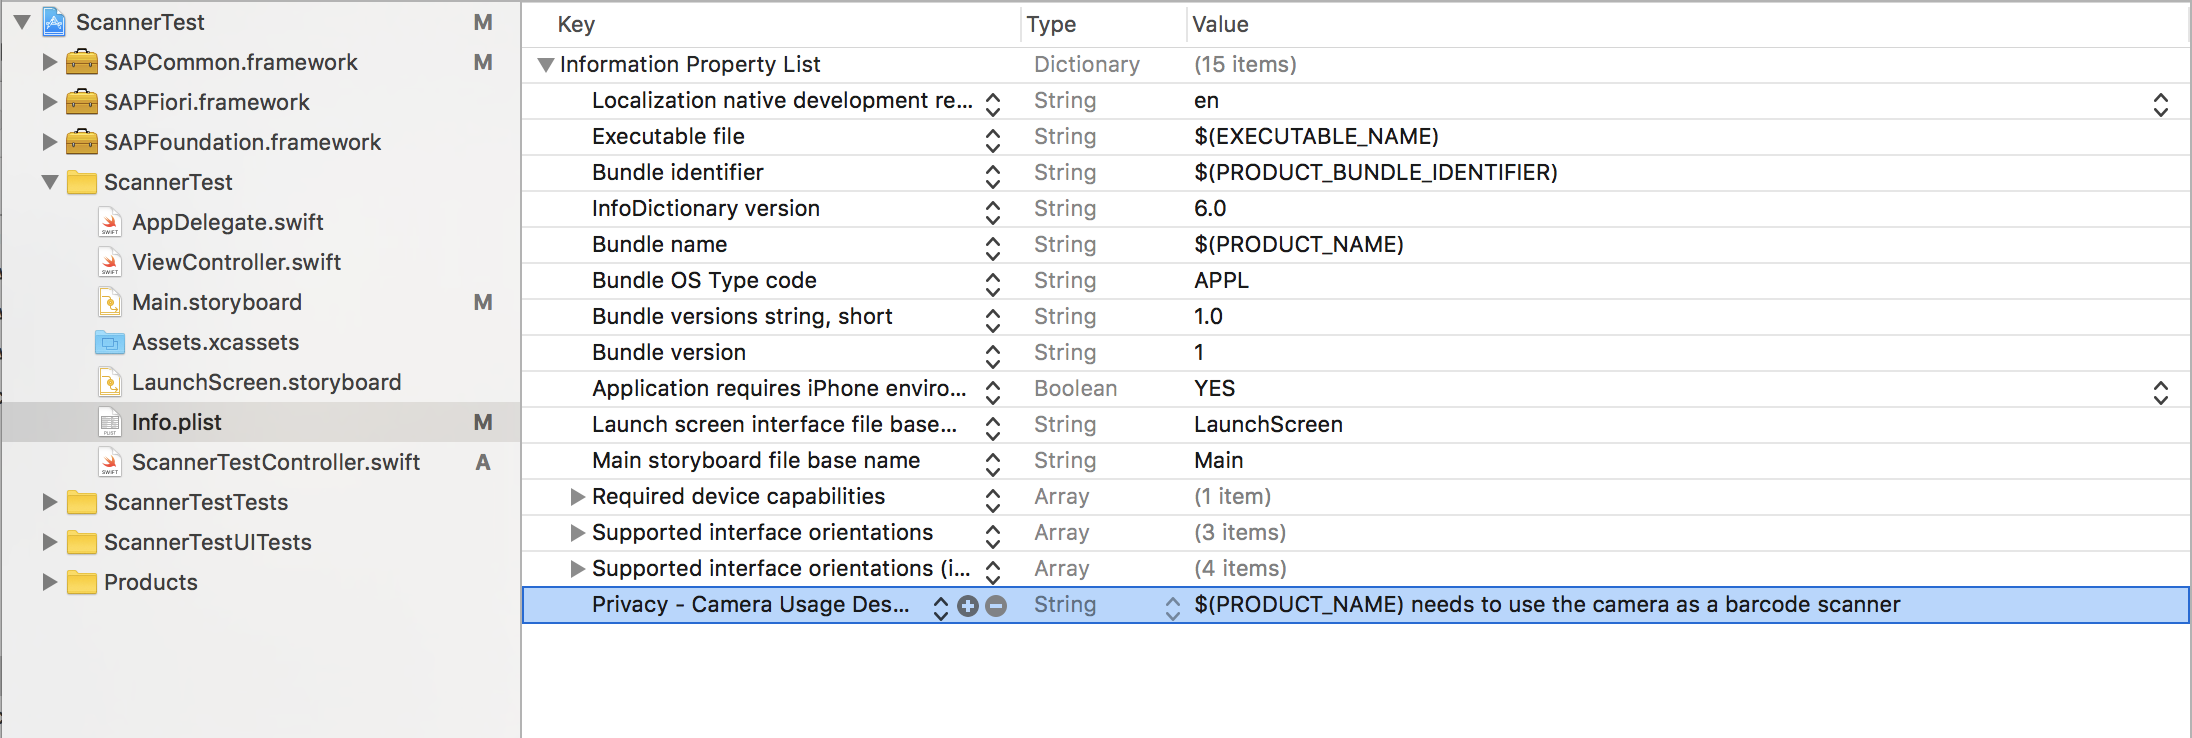 ScannerTest M
SAPCommon.framework M
SAPFiori.framework
SAPFoundation.framework
ScannerTest
AppDelegate.swift
ViewController.swift
Main.storyboard M
Assets.xcassets
LaunchScreen.storyboard
Info.plist M
ScannerTestController.swift A
ScannerTestTests
ScannerTestUITests
Products
Key Type Value
Information Property List Dictionary (15 items)
Localization native development re... String en
Executable file String $(EXECUTABLE_NAME)
Bundle identifier String $(PRODUCT_BUNDLE_IDENTIFIER)
InfoDictionary version String 6.0
Bundle name String $(PRODUCT_NAME)
Bundle OS Type code String APPL
Bundle versions string, short String 1.0
Bundle version String 1
Application requires iPhone enviro... Boolean YES
Launch screen interface file base... String LaunchScreen
Main storyboard file base name String Main
Required device capabilities Array (1 item)
Supported interface orientations Array (3 items)
Supported interface orientations (i... Array (4 items)
Privacy - Camera Usage Des... String $(PRODUCT_NAME) needs to use the camera as a barcode scanner